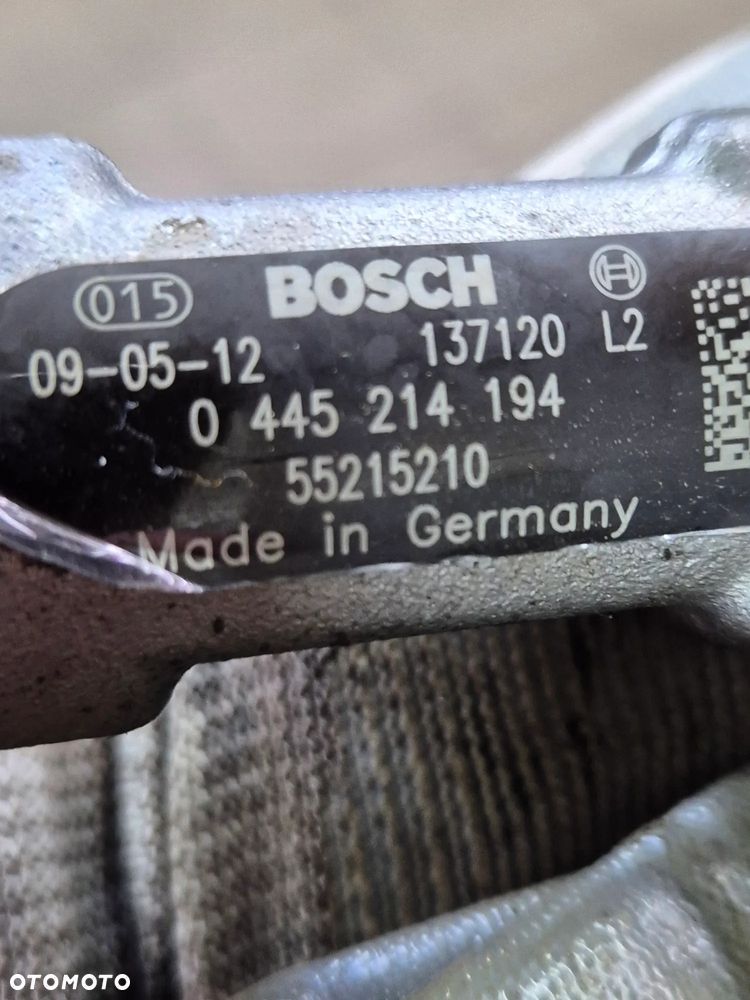 015 BOSCH
09-05-12 137120 L2
0 445 214 194
55215210
Made in Germany
OTOMOTO